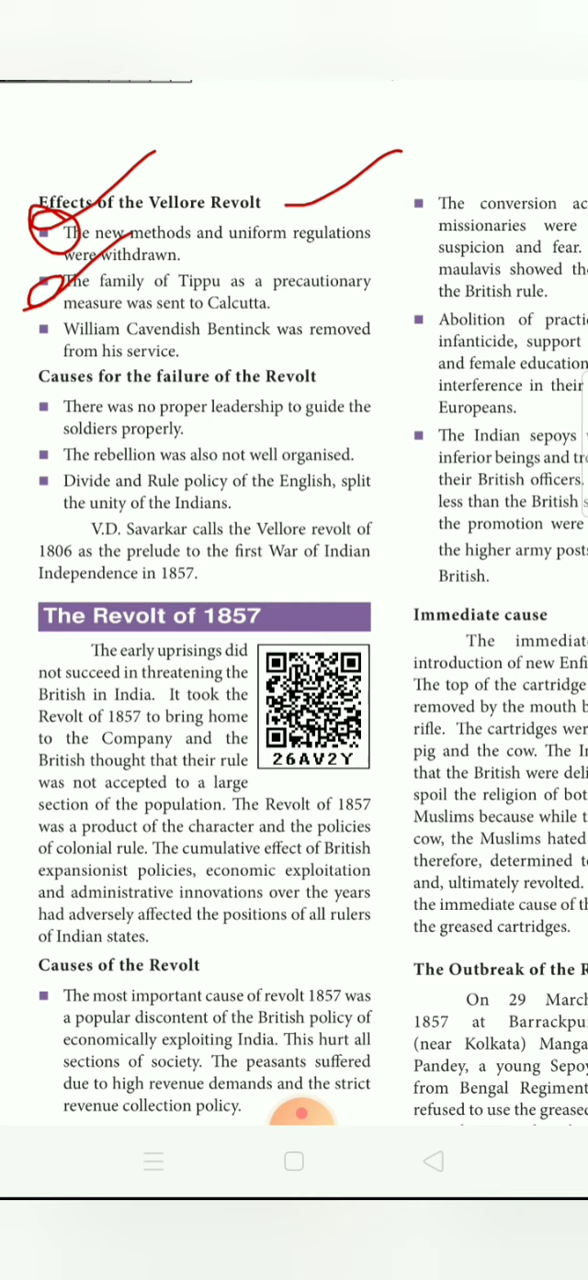 Effects of the Vellore Revolt
The new methods and uniform regulations
were withdrawn.
The family of Tippu as a precautionary
measure was sent to Calcutta.
William Cavendish Bentinck was removed
from his service.
Causes for the failure of the Revolt
There was no proper leadership to guide the
soldiers properly.
The rebellion was also not well organised.
Divide and Rule policy of the English, split
the unity of the Indians.
V.D. Savarkar calls the Vellore revolt of
1806 as the prelude to the first War of Indian
Independence in 1857.
The Revolt of 1857
The early uprisings did
not succeed in threatening the
British in India. It took the
Revolt of 1857 to bring home
to the Company and the
British thought that their rule
was not accepted to a large
section of the population. The Revolt of 1857
was a product of the character and the policies
of colonial rule. The cumulative effect of British
expansionist policies, economic exploitation
and administrative innovations over the years
had adversely affected the positions of all rulers
of Indian states.
26AV2Y
Causes of the Revolt
The most important cause of revolt 1857 was
a popular discontent of the British policy of
economically exploiting India. This hurt all
sections of society. The peasants suffered
due to high revenue demands and the strict
revenue collection policy.
The conversion ac
missionaries were
suspicion and fear.
maulavis showed the
the British rule.
Abolition of practi
infanticide, support
and female education
interference in their
Europeans.
The Indian sepoys
inferior beings and tr
their British officers.
less than the British s
the promotion were
the higher army posts
British.
Immediate cause
The immediate
introduction of new Enfi
The top of the cartridge
removed by the mouth b
rifle. The cartridges wer
pig and the cow. The In
that the British were deli
spoil the religion of bot
Muslims because while t
cow, the Muslims hated
therefore, determined to
and, ultimately revolted.
the immediate cause of th
the greased cartridges.
The Outbreak of the R
On 29 March
1857 at Barrackpu
(near Kolkata) Manga
Pandey, a young Sepoy
from Bengal Regiment
refused to use the greased